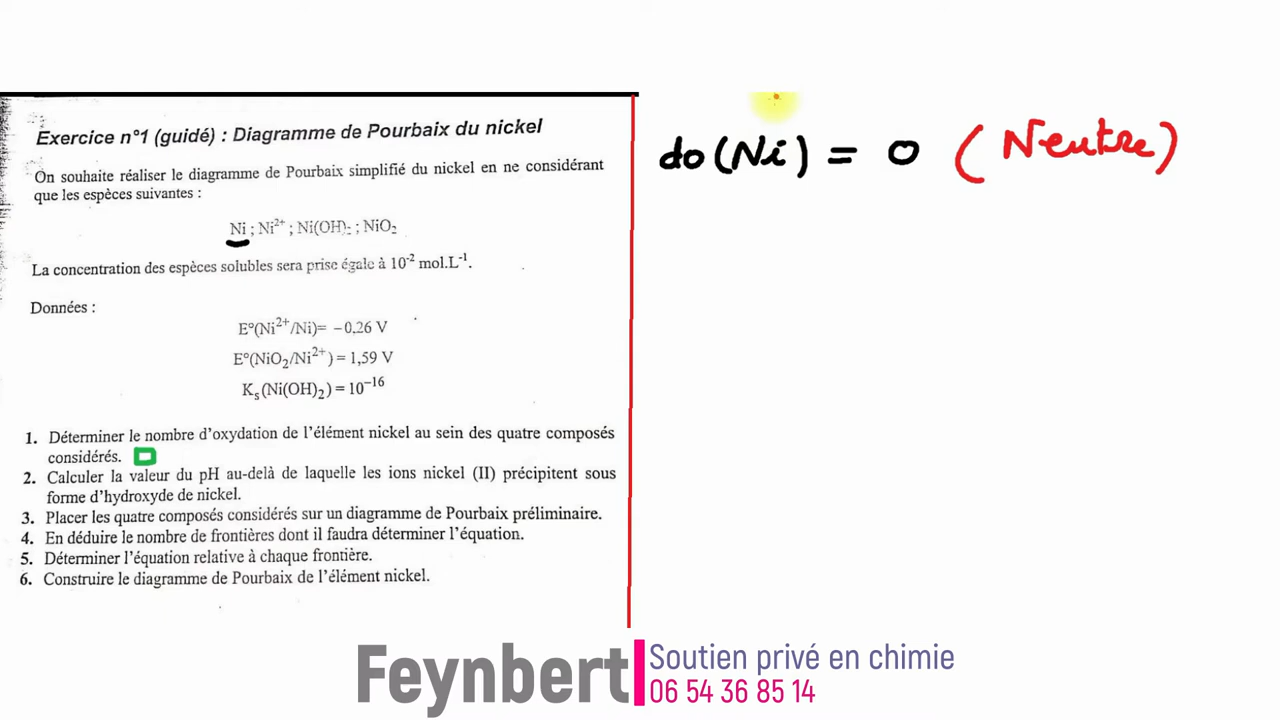 Exercice n°1 (guidé) : Diagramme de Pourbaix du nickel
On souhaite réaliser le diagramme de Pourbaix simplifié du nickel en ne considérant
que les espèces suivantes :
Ni ; Ni²⁺ ; Ni(OH)₂ ; NiO₂
La concentration des espèces solubles sera prise égale à 10⁻² mol.L⁻¹.
Données :
E°(Ni²⁺/Ni)= −0,26 V
E°(NiO₂/Ni²⁺) = 1,59 V
Kₛ(Ni(OH)₂) = 10⁻¹⁶
1. Déterminer le nombre d'oxydation de l'élément nickel au sein des quatre composés
considérés.
2. Calculer la valeur du pH au-delà de laquelle les ions nickel (II) précipitent sous
forme d'hydroxyde de nickel.
3. Placer les quatre composés considérés sur un diagramme de Pourbaix préliminaire.
4. En déduire le nombre de frontières dont il faudra déterminer l'équation.
5. Déterminer l'équation relative à chaque frontière.
6. Construire le diagramme de Pourbaix de l'élément nickel.
do(Ni) = 0 (Neutre)
Feynbert
Soutien privé en chimie
06 54 36 85 14